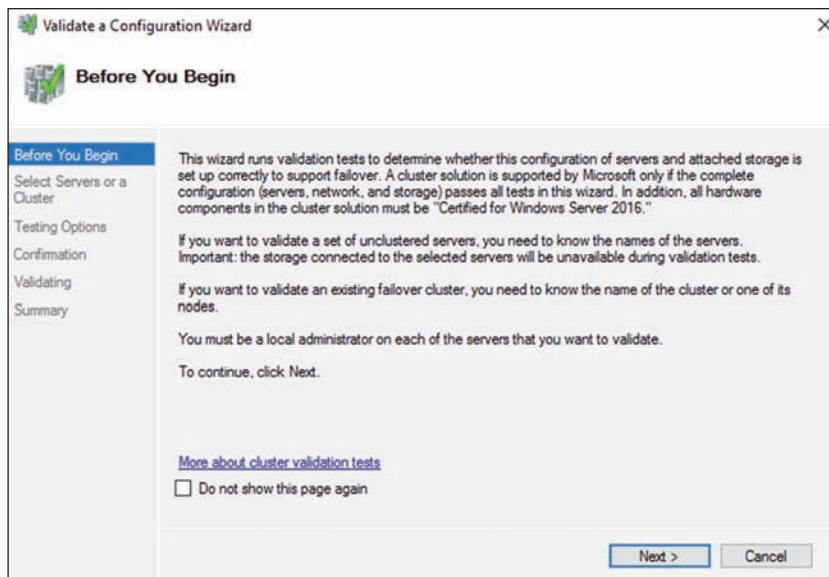 Validate a Configuration Wizard
Before You Begin
Before You Begin
Select Servers or a
Cluster
Testing Options
Confirmation
Validating
Summary
This wizard runs validation tests to determine whether this configuration of servers and attached storage is
set up correctly to support failover. A cluster solution is supported by Microsoft only if the complete
configuration (servers, network, and storage) passes all tests in this wizard. In addition, all hardware
components in the cluster solution must be "Certified for Windows Server 2016."
If you want to validate a set of unclustered servers, you need to know the names of the servers.
Important: the storage connected to the selected servers will be unavailable during validation tests.
If you want to validate an existing failover cluster, you need to know the name of the cluster or one of its
nodes.
You must be a local administrator on each of the servers that you want to validate.
To continue, click Next.
More about cluster validation tests
Do not show this page again
Next >
Cancel